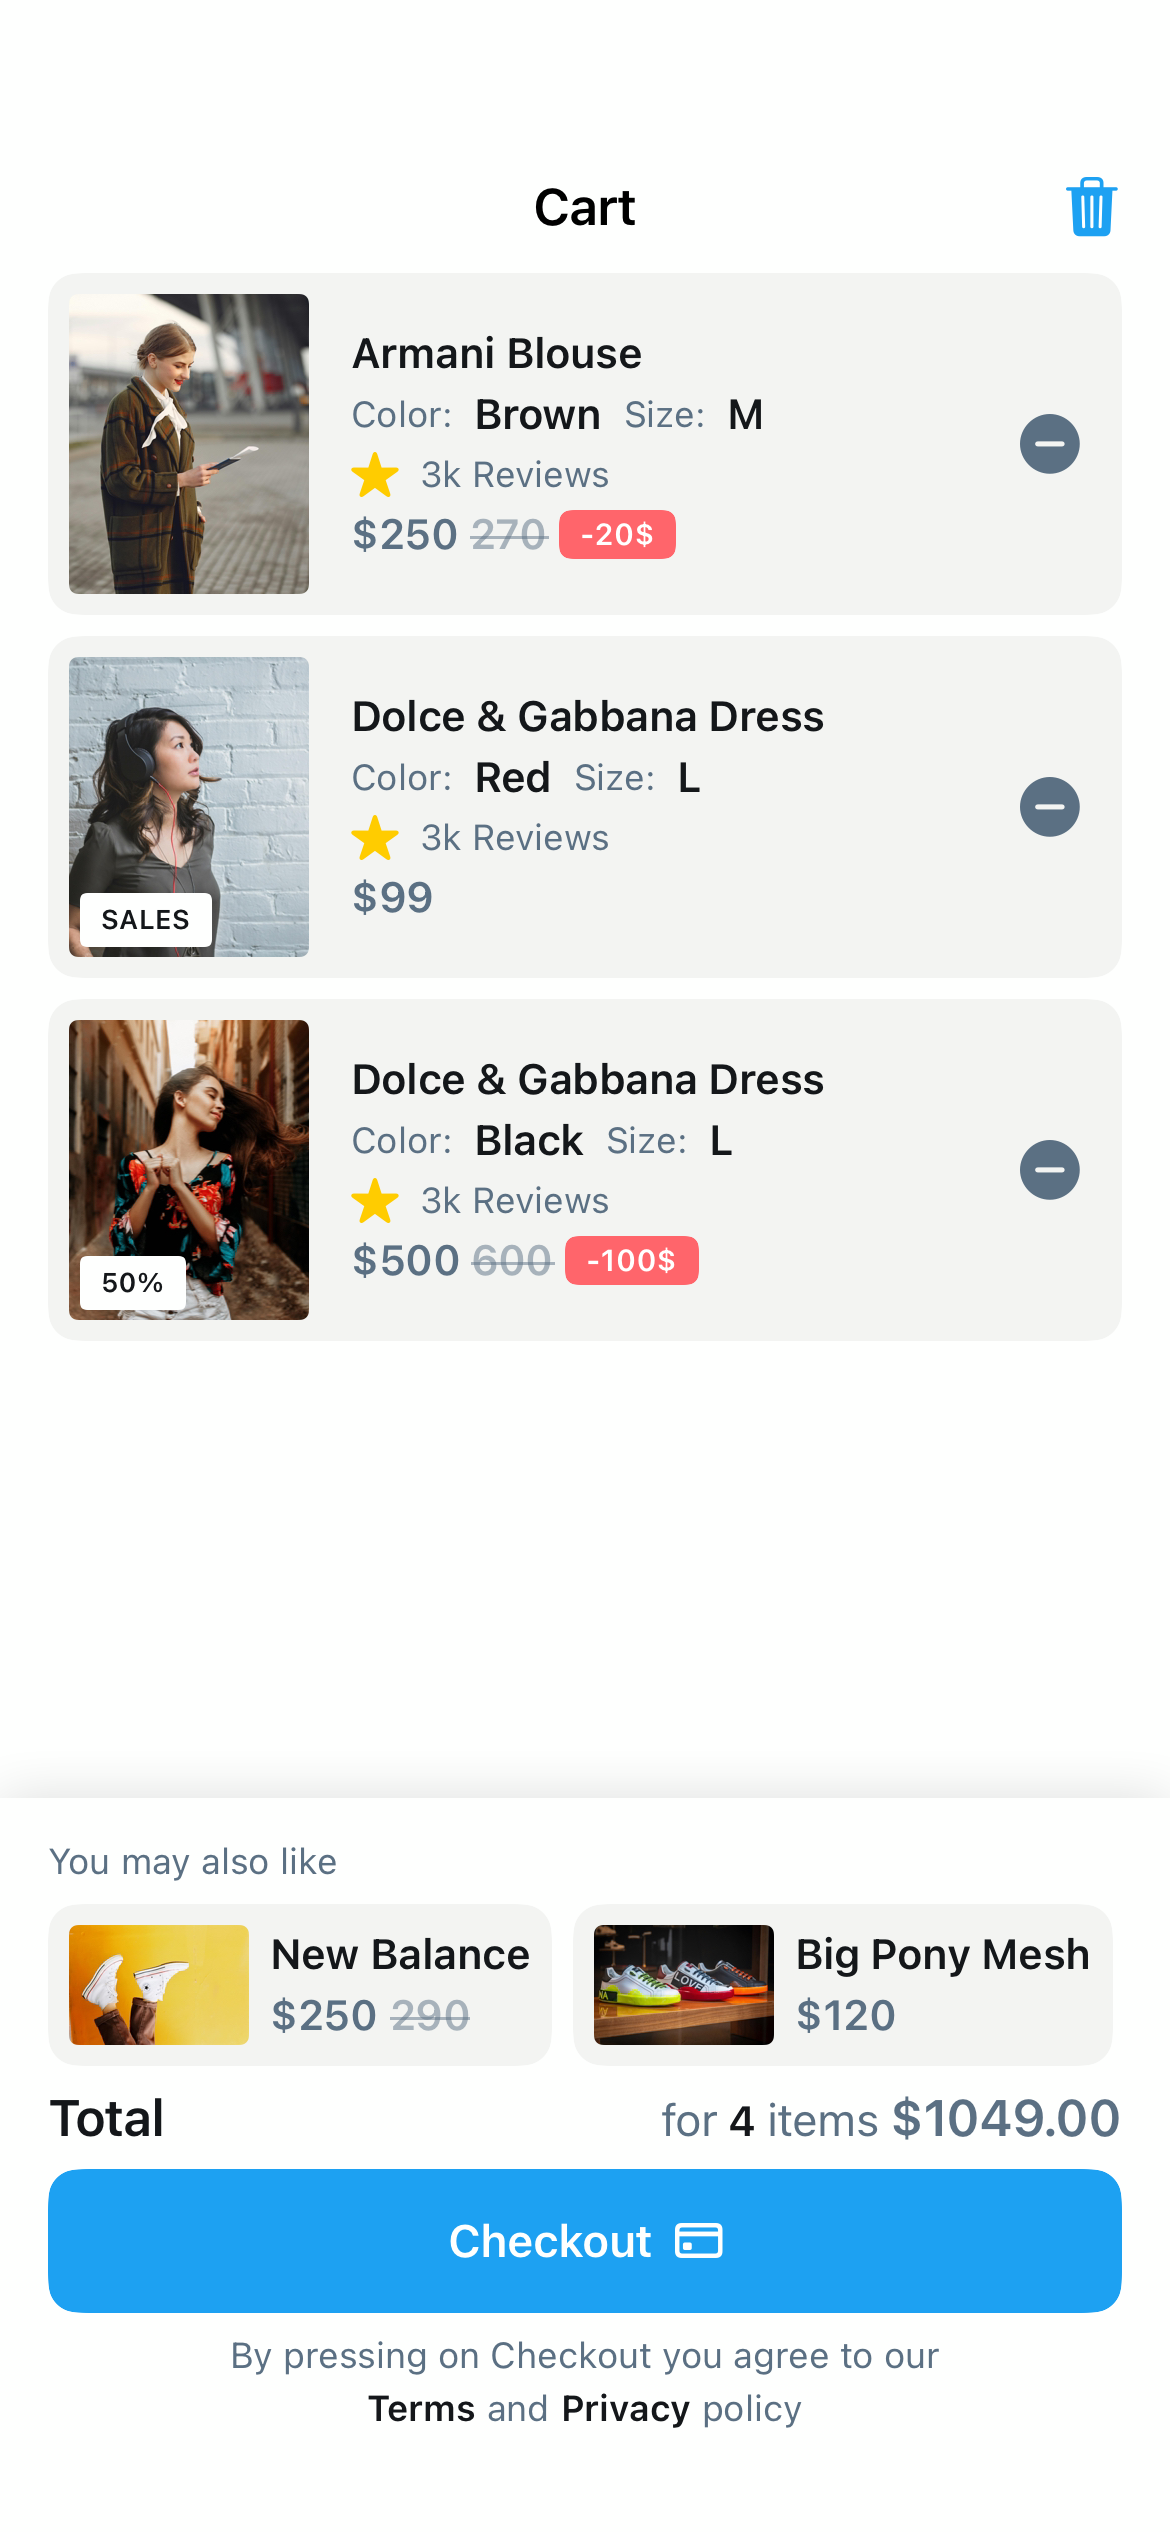 Cart
Armani Blouse
Color: Brown Size: M
3k Reviews
$250 270 -20$
Dolce & Gabbana Dress
Color: Red Size: L
3k Reviews
$99
SALES
Dolce & Gabbana Dress
Color: Black Size: L
3k Reviews
$500 600 -100$
50%
You may also like
New Balance
$250 290
Big Pony Mesh
$120
LOVE
Total for 4 items $1049.00
Checkout
By pressing on Checkout you agree to our
Terms and Privacy policy